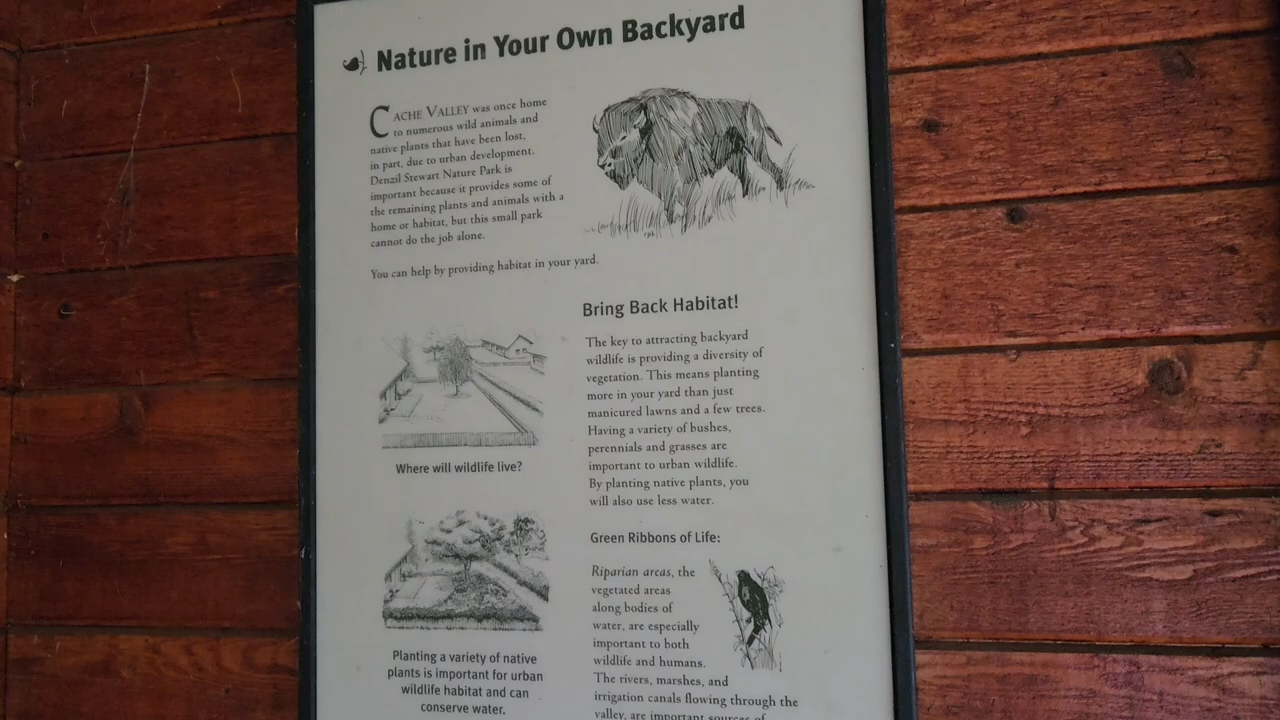 Nature in Your Own Backyard
CACHE VALLEY was once home
to numerous wild animals and
native plants that have been lost,
in part, due to urban development.
Denzil Stewart Nature Park is
important because it provides some of
the remaining plants and animals with a
home or habitat, but this small park
cannot do the job alone.
You can help by providing habitat in your yard.
Where will wildlife live?
Planting a variety of native
plants is important for urban
wildlife habitat and can
conserve water.
Bring Back Habitat!
The key to attracting backyard
wildlife is providing a diversity of
vegetation. This means planting
more in your yard than just
manicured lawns and a few trees.
Having a variety of bushes,
perennials and grasses are
important to urban wildlife.
By planting native plants, you
will also use less water.
Green Ribbons of Life:
Riparian areas, the
vegetated areas
along bodies of
water, are especially
important to both
wildlife and humans.
The rivers, marshes, and
irrigation canals flowing through the
valley, are important sources of